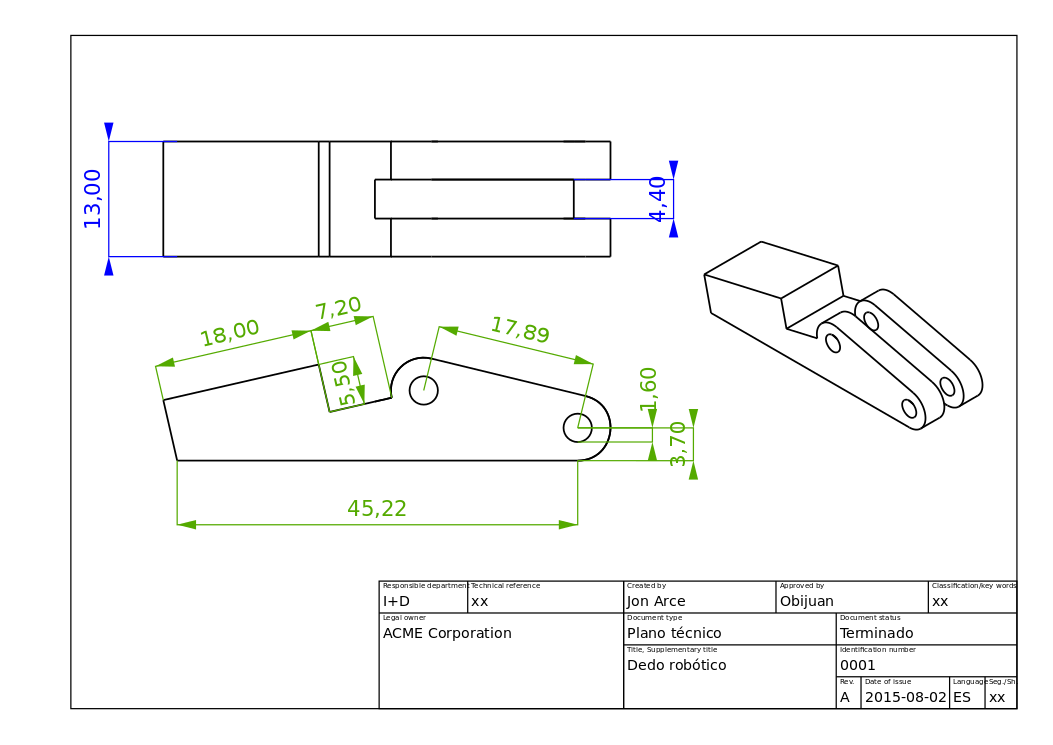 13,00
4,40
7,20
18,00
17,89
5,50
1,60
3,70
45,22
Responsible department
Technical reference
Created by
Approved by
Classification/key words
I+D
xx
Jon Arce
Obijuan
xx
Legal owner
Document type
Document status
ACME Corporation
Plano técnico
Terminado
Title, Supplementary title
Identification number
Dedo robótico
0001
Rev.
Date of issue
Language
Seg./Sh
A
2015-08-02
ES
xx